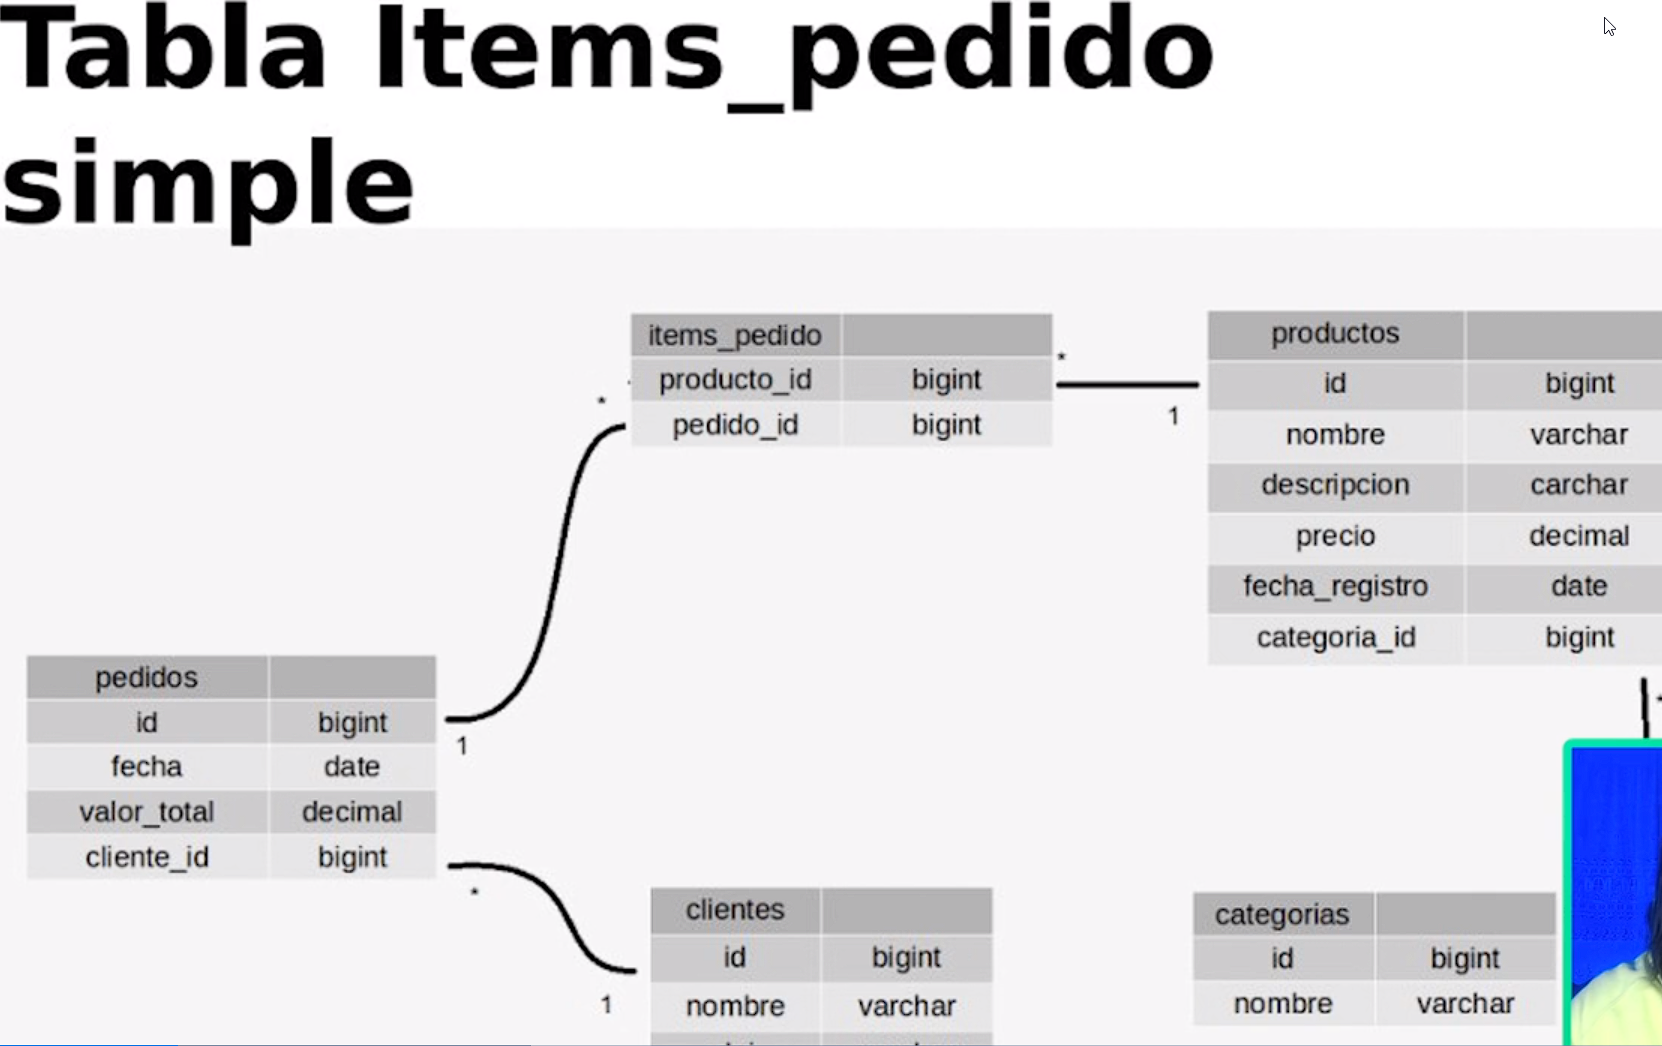 Tabla Items_pedido
simple
items_pedido
producto_id bigint
pedido_id bigint
*
1
*
1
productos
id bigint
nombre varchar
descripcion carchar
precio decimal
fecha_registro date
categoria_id bigint
pedidos
id bigint
fecha date
valor_total decimal
cliente_id bigint
*
1
clientes
id bigint
nombre varchar
categorias
id bigint
nombre varchar